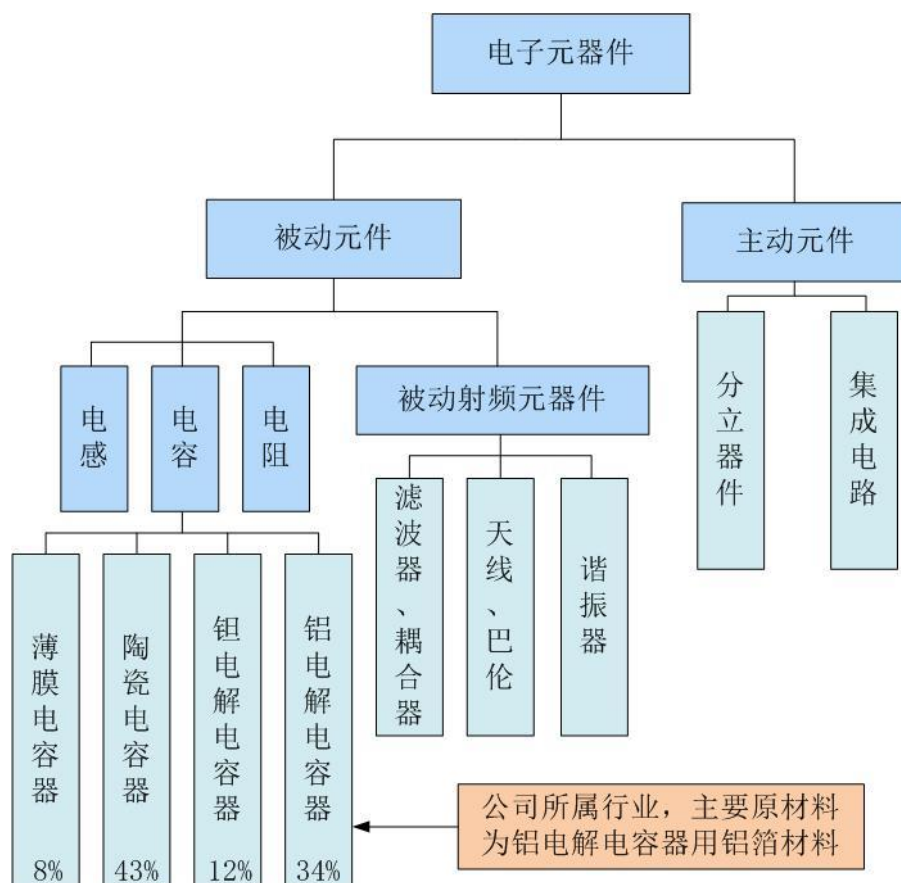 电子元器件
被动元件
主动元件
电感
电容
电阻
被动射频元器件
分立器件
集成电路
滤波器、耦合器
天线、巴伦
谐振器
薄膜电容器
8%
陶瓷电容器
43%
钽电解电容器
12%
铝电解电容器
34%
公司所属行业，主要原材料
为铝电解电容器用铝箔材料